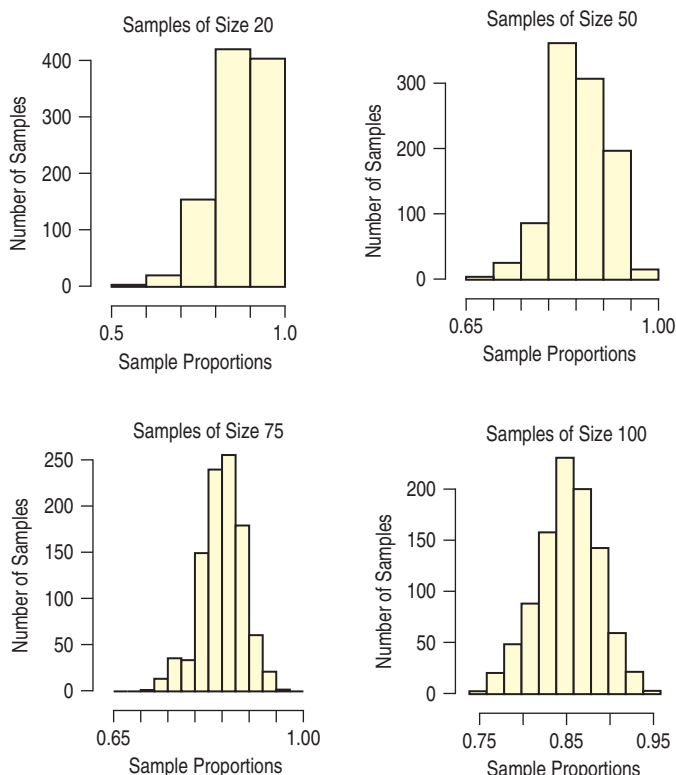 Samples of Size 20
Number of Samples
400
300
200
100
0
0.5 1.0
Sample Proportions
Samples of Size 50
Number of Samples
300
200
100
0
0.65 1.00
Sample Proportions
Samples of Size 75
Number of Samples
250
200
150
100
50
0
0.65 1.00
Sample Proportions
Samples of Size 100
Number of Samples
200
150
100
50
0
0.75 0.85 0.95
Sample Proportions